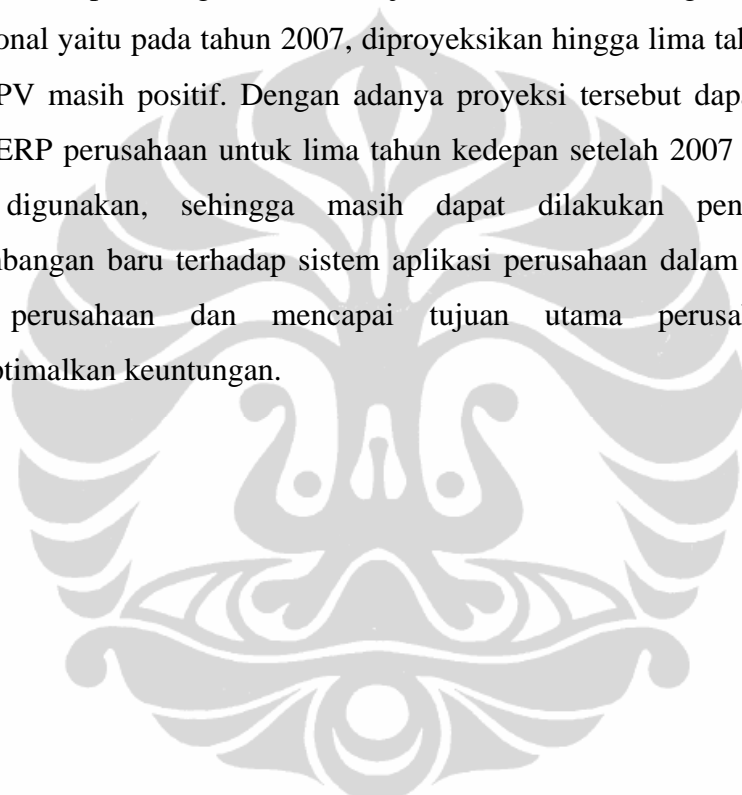 onal yaitu pada tahun 2007, diproyeksikan hingga lima tah
PV masih positif. Dengan adanya proyeksi tersebut dap
ERP perusahaan untuk lima tahun kedepan setelah 2007
digunakan, sehingga masih dapat dilakukan pen
bangan baru terhadap sistem aplikasi perusahaan dalam
perusahaan dan mencapai tujuan utama perusa
ptimalkan keuntungan.